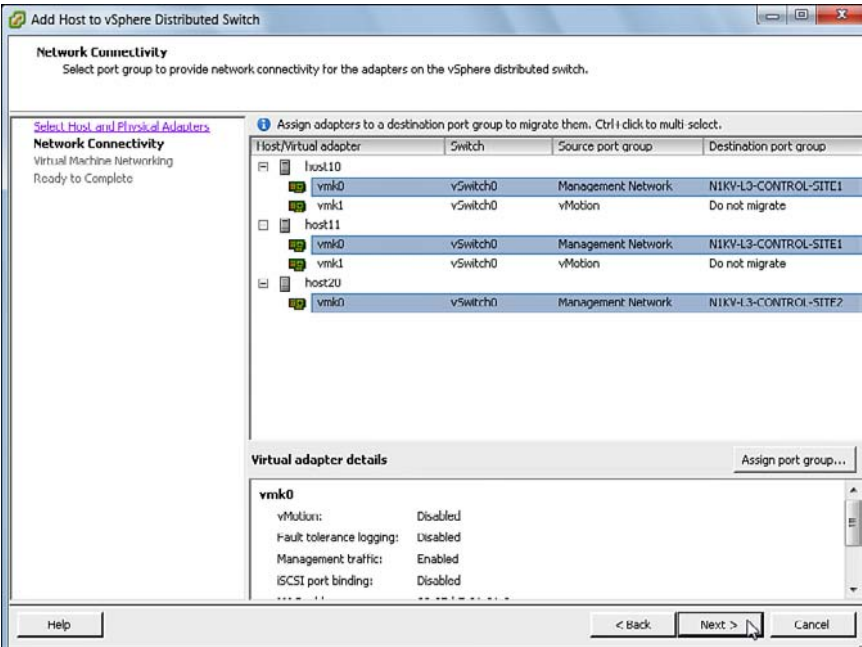 Add Host to vSphere Distributed Switch
Network Connectivity
Select port group to provide network connectivity for the adapters on the vSphere distributed switch.
Select Host and Physical Adapters
Network Connectivity
Virtual Machine Networking
Ready to Complete
Assign adapters to a destination port group to migrate them. Ctrl+click to multi-select.
Host/Virtual adapter Switch Source port group Destination port group
host10
vmk0 vSwitch0 Management Network N1KV-L3-CONTROL-SITE1
vmk1 vSwitch0 vMotion Do not migrate
host11
vmk0 vSwitch0 Management Network N1KV-L3-CONTROL-SITE1
vmk1 vSwitch0 vMotion Do not migrate
host20
vmk0 vSwitch0 Management Network N1KV-L3-CONTROL-SITE2
Virtual adapter details
Assign port group...
vmk0
vMotion: Disabled
Fault tolerance logging: Disabled
Management traffic: Enabled
iSCSI port binding: Disabled
Help
< Back
Next >
Cancel